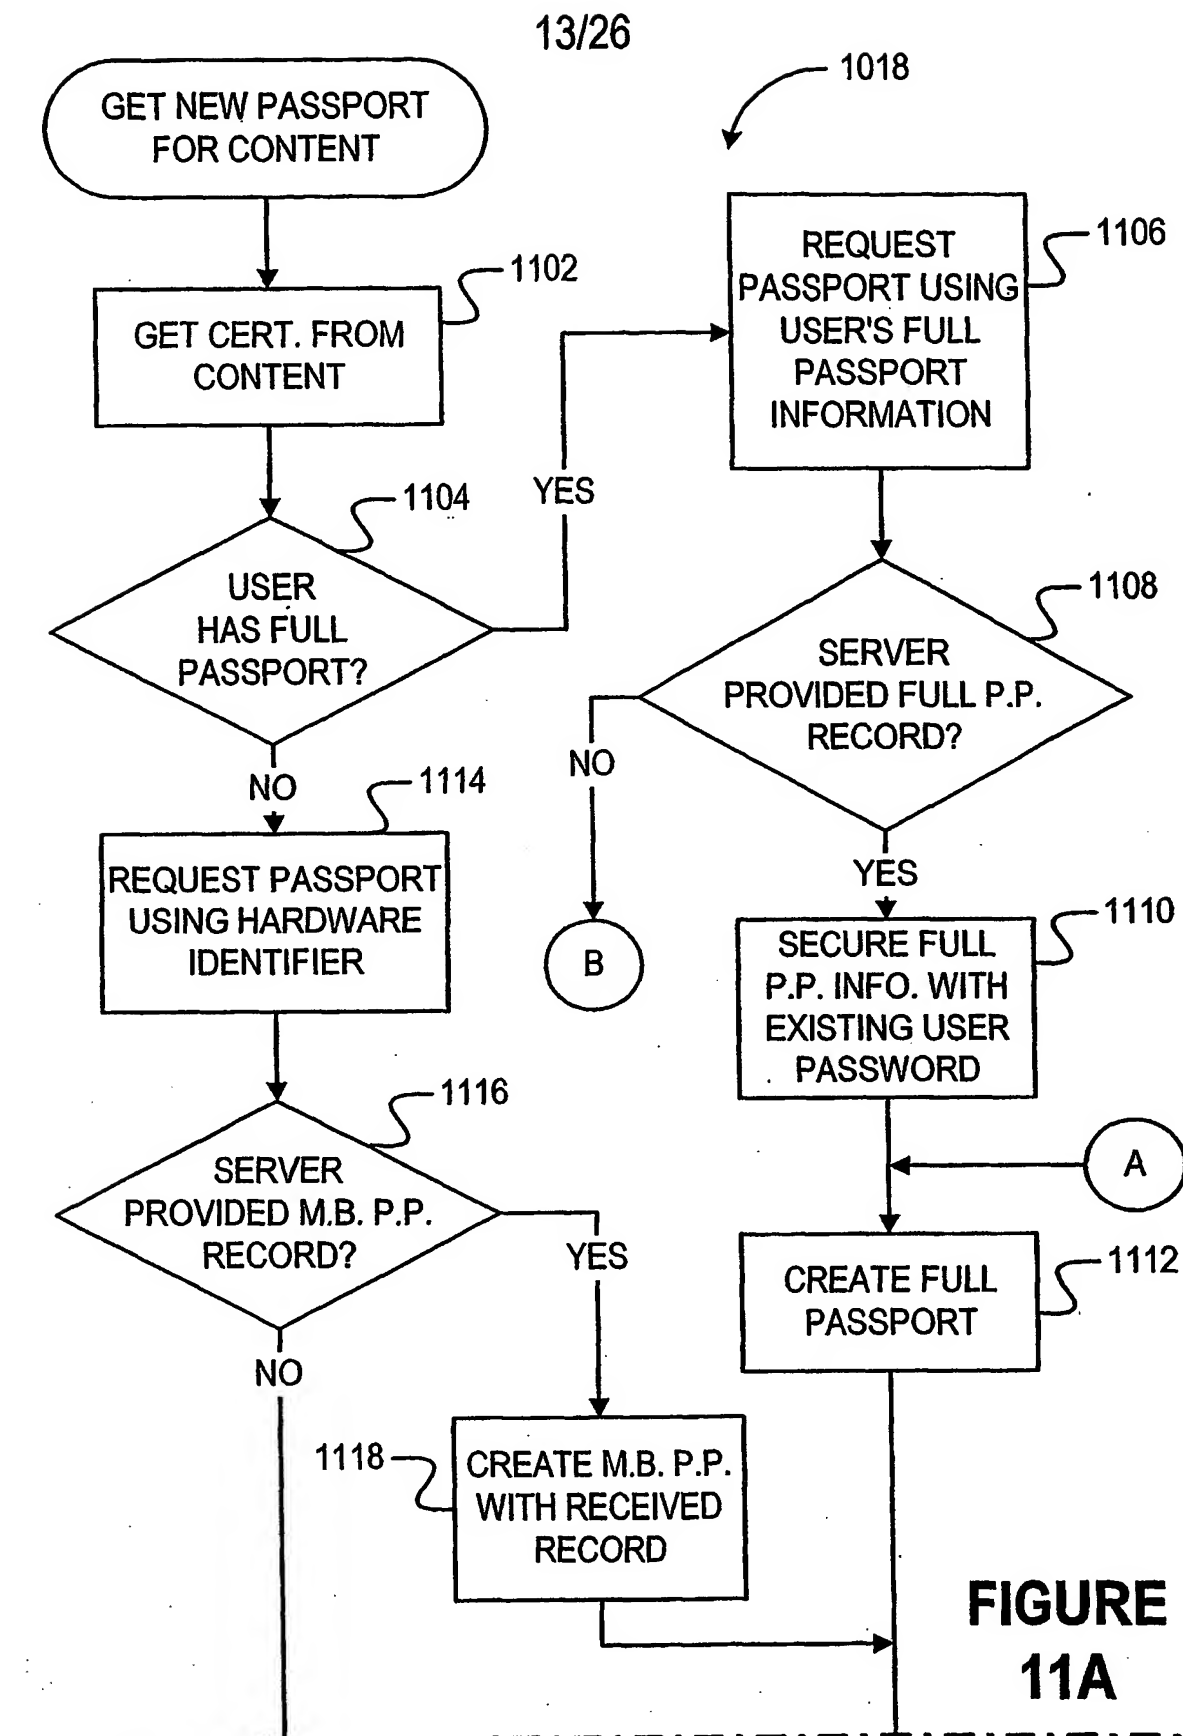 13/26
1018
GET NEW PASSPORT
FOR CONTENT
1102
GET CERT. FROM
CONTENT
1104
USER
HAS FULL
PASSPORT?
YES
NO
1106
REQUEST
PASSPORT USING
USER'S FULL
PASSPORT
INFORMATION
1108
SERVER
PROVIDED FULL P.P.
RECORD?
NO
B
YES
1110
SECURE FULL
P.P. INFO. WITH
EXISTING USER
PASSWORD
A
1112
CREATE FULL
PASSPORT
1114
REQUEST PASSPORT
USING HARDWARE
IDENTIFIER
1116
SERVER
PROVIDED M.B. P.P.
RECORD?
YES
NO
1118
CREATE M.B. P.P.
WITH RECEIVED
RECORD
FIGURE
11A